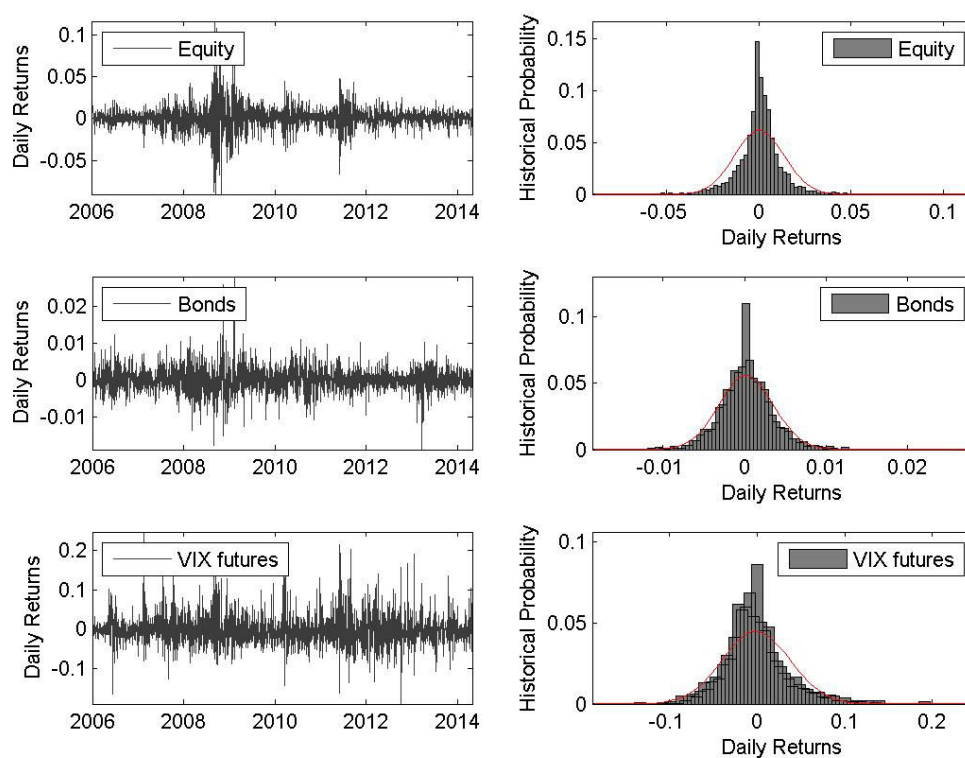 0.1
0.05
0
-0.05
Daily Returns
Equity
2006 2008 2010 2012 2014
0.15
0.1
0.05
0
Historical Probability
Equity
-0.05 0 0.05 0.1
Daily Returns
0.02
0.01
0
-0.01
Daily Returns
Bonds
2006 2008 2010 2012 2014
0.1
0.05
0
Historical Probability
Bonds
-0.01 0 0.01 0.02
Daily Returns
0.2
0.1
0
-0.1
Daily Returns
VIX futures
2006 2008 2010 2012 2014
0.1
0.05
0
Historical Probability
VIX futures
-0.1 0 0.1 0.2
Daily Returns